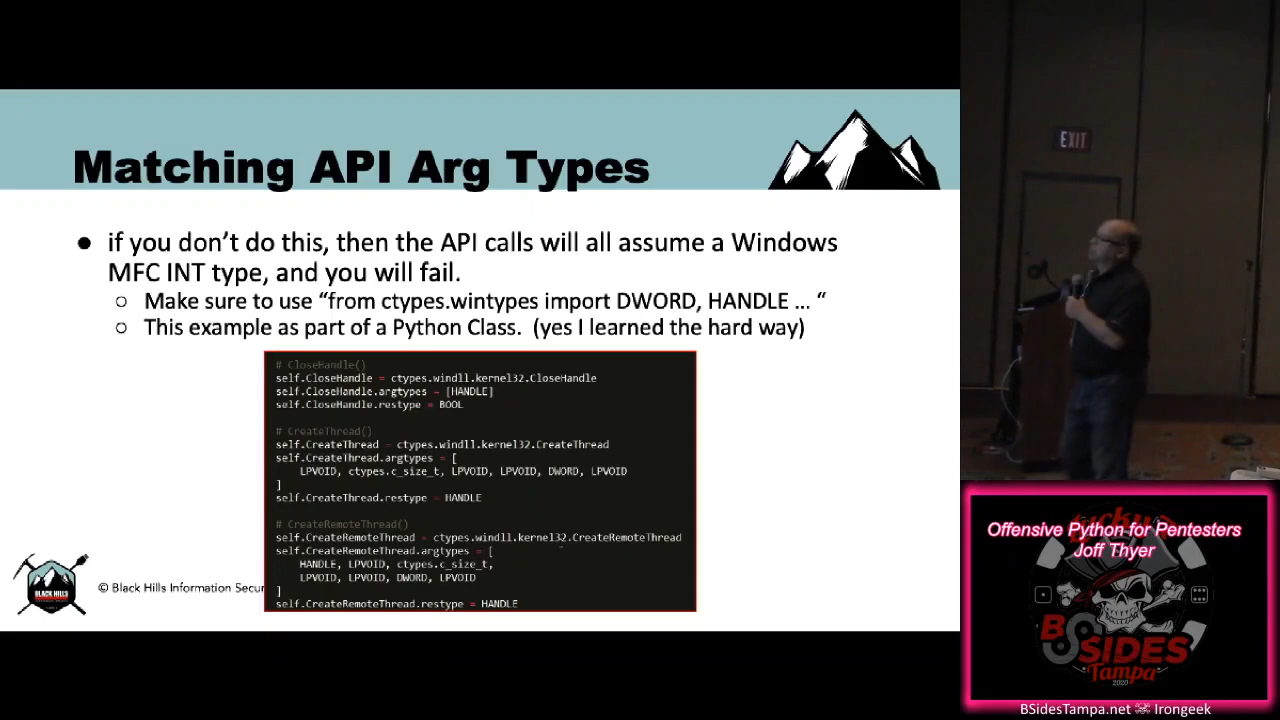 Matching API Arg Types
● if you don’t do this, then the API calls will all assume a Windows
MFC INT type, and you will fail.
○ Make sure to use “from ctypes.wintypes import DWORD, HANDLE … “
○ This example as part of a Python Class. (yes I learned the hard way)
# CloseHandle()
self.CloseHandle = ctypes.windll.kernel32.CloseHandle
self.CloseHandle.argtypes = [HANDLE]
self.CloseHandle.restype = BOOL
# CreateThread()
self.CreateThread = ctypes.windll.kernel32.CreateThread
self.CreateThread.argtypes = [
LPVOID, ctypes.c_size_t, LPVOID, LPVOID, DWORD, LPVOID
]
self.CreateThread.restype = HANDLE
# CreateRemoteThread()
self.CreateRemoteThread = ctypes.windll.kernel32.CreateRemoteThread
self.CreateRemoteThread.argtypes = [
HANDLE, LPVOID, ctypes.c_size_t,
LPVOID, LPVOID, DWORD, LPVOID
]
self.CreateRemoteThread.restype = HANDLE
BLACK HILLS
© Black Hills Information Secur
EXIT
Offensive Python for Pentesters
Joff Thyer
BSIDES
Tampa
2020
BSidesTampa.net Irongeek